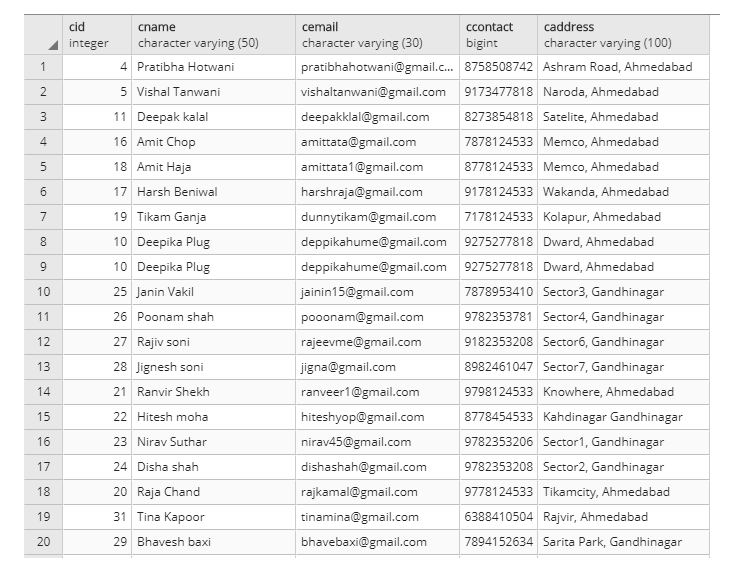 cid cname cemail ccontact caddress
integer character varying (50) character varying (30) bigint character varying (100)
1 4 Pratibha Hotwani pratibhahotwani@gmail.c... 8758508742 Ashram Road, Ahmedabad
2 5 Vishal Tanwani vishaltanwani@gmail.com 9173477818 Naroda, Ahmedabad
3 11 Deepak kalal deepakklal@gmail.com 8273854818 Satelite, Ahmedabad
4 16 Amit Chop amittata@gmail.com 7878124533 Memco, Ahmedabad
5 18 Amit Haja amittata1@gmail.com 8778124533 Memco, Ahmedabad
6 17 Harsh Beniwal harshraja@gmail.com 9178124533 Wakanda, Ahmedabad
7 19 Tikam Ganja dunnytikam@gmail.com 7178124533 Kolapur, Ahmedabad
8 10 Deepika Plug deppikahume@gmail.com 9275277818 Dward, Ahmedabad
9 10 Deepika Plug deppikahume@gmail.com 9275277818 Dward, Ahmedabad
10 25 Janin Vakil jainin15@gmail.com 7878953410 Sector3, Gandhinagar
11 26 Poonam shah pooonam@gmail.com 9782353781 Sector4, Gandhinagar
12 27 Rajiv soni rajeevme@gmail.com 9182353208 Sector6, Gandhinagar
13 28 Jignesh soni jigna@gmail.com 8982461047 Sector7, Gandhinagar
14 21 Ranvir Shekh ranveer1@gmail.com 9798124533 Knowhere, Ahmedabad
15 22 Hitesh moha hiteshyop@gmail.com 8778454533 Kahdinagar Gandhinagar
16 23 Nirav Suthar nirav45@gmail.com 9782353206 Sector1, Gandhinagar
17 24 Disha shah dishashah@gmail.com 9782353208 Sector2, Gandhinagar
18 20 Raja Chand rajkamal@gmail.com 9778124533 Tikamcity, Ahmedabad
19 31 Tina Kapoor tinamina@gmail.com 6388410504 Rajvir, Ahmedabad
20 29 Bhavesh baxi bhavebaxi@gmail.com 7894152634 Sarita Park, Gandhinagar